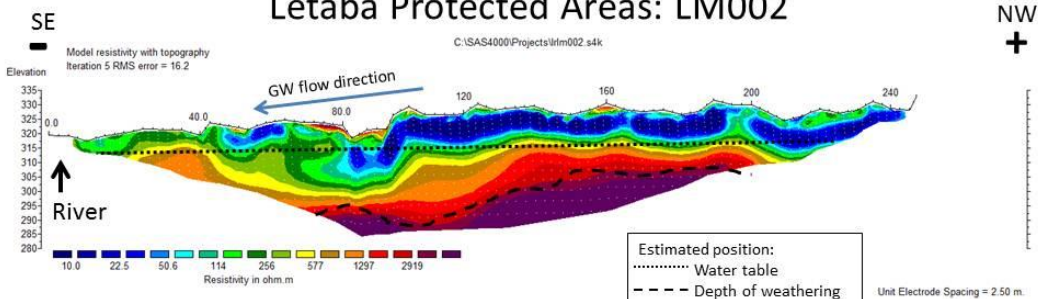 Letaba Protected Areas: LM002
SE
NW
Model resistivity with topography
Iteration 5 RMS error = 16.2
C:\SAS4000\Projects\lrlm002.s4k
Elevation
GW flow direction
335
330
325
320
315
310
305
300
295
290
285
280
0.0
40.0
80.0
120
160
200
240
River
10.0 22.5 50.6 114 256 577 1297 2919
Resistivity in ohm.m
Estimated position:
Water table
Depth of weathering
Unit Electrode Spacing = 2.50 m.